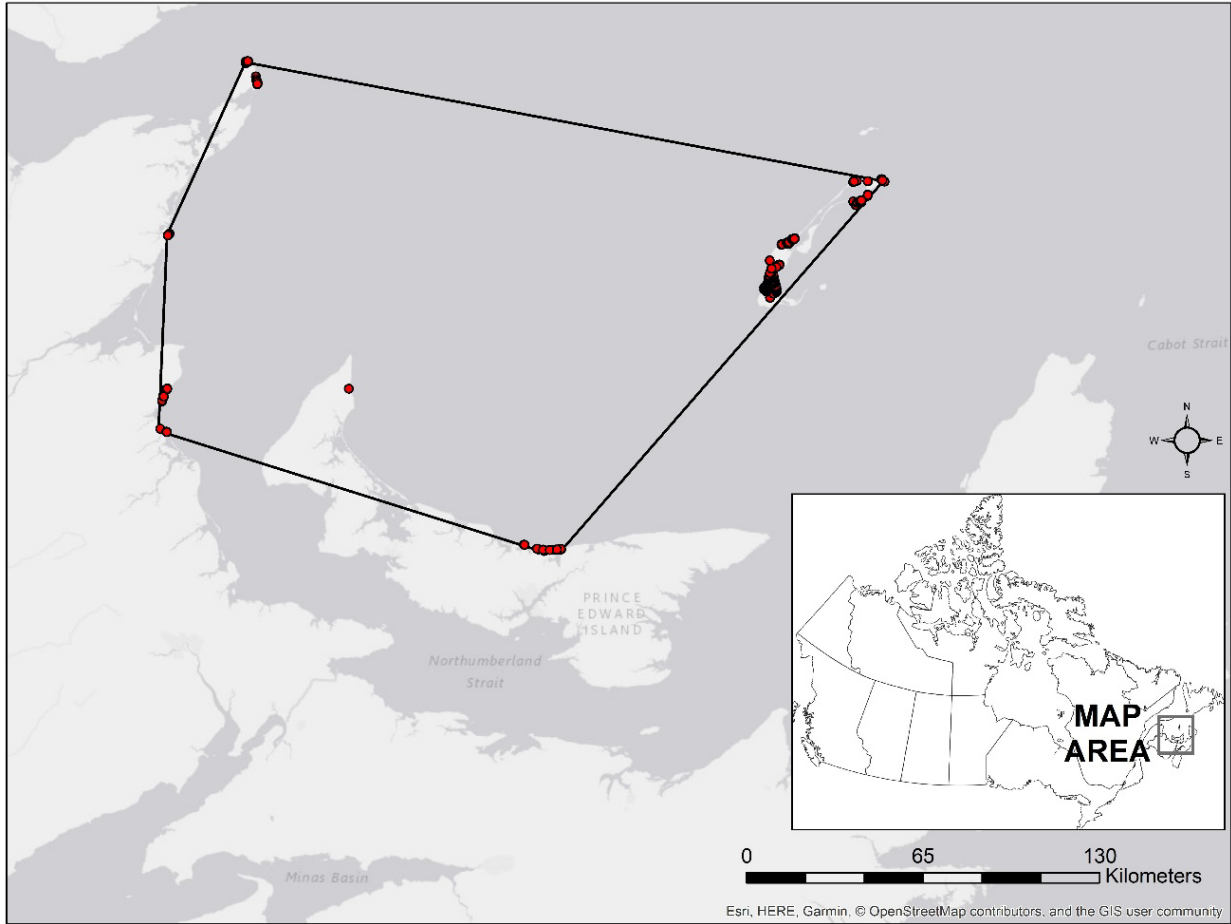 Cabot Strait
N
W E
S
PRINCE
EDWARD
ISLAND
Northumberland
Strait
MAP
AREA
Minas Basin
0 65 130
Kilometers
Esri, HERE, Garmin, © OpenStreetMap contributors, and the GIS user community